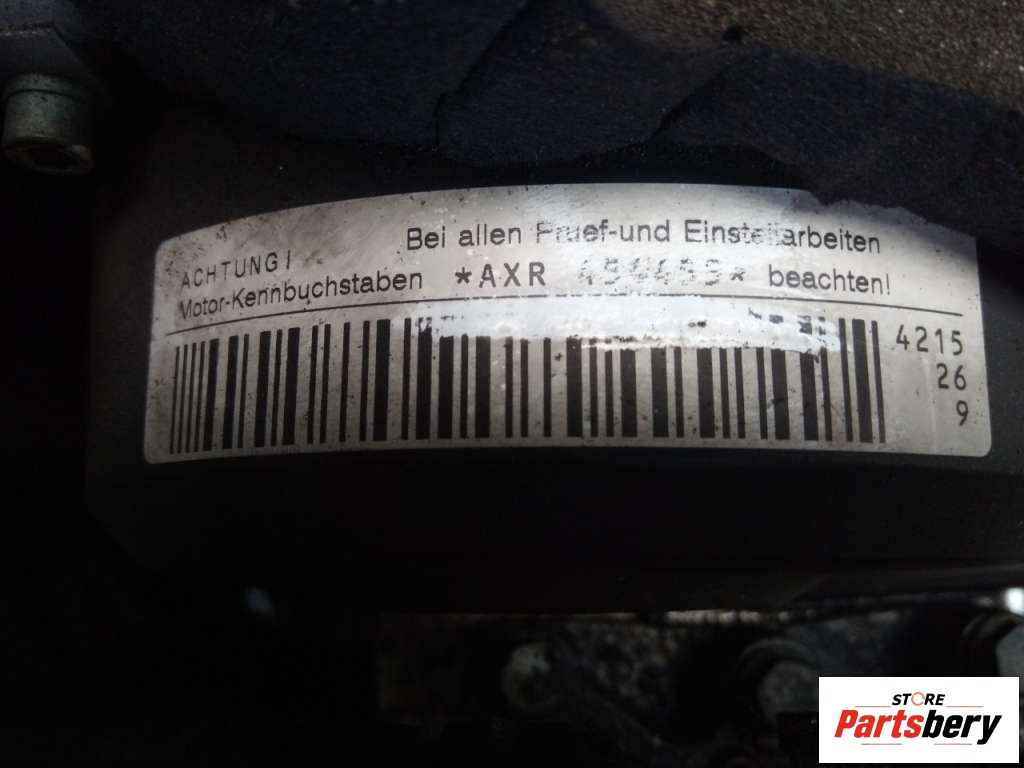 ACHTUNG!
Bei allen Pruef-und Einstellarbeiten
Motor-Kennbuchstaben *AXR * beachten!
4215
26
9
STORE
Partsbery